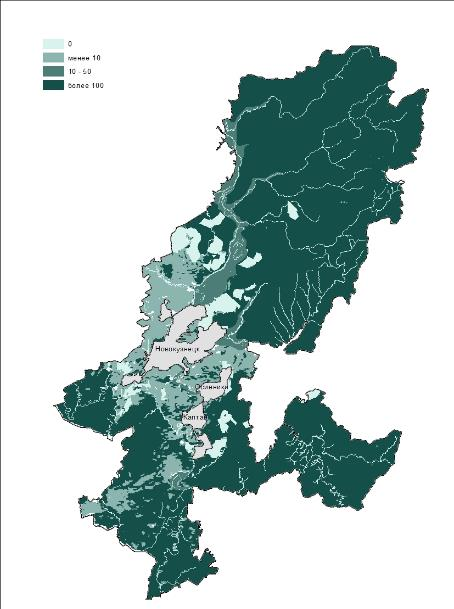 0
менее 10
10 - 50
более 100
Новокузнецк
Осинники
Калтан